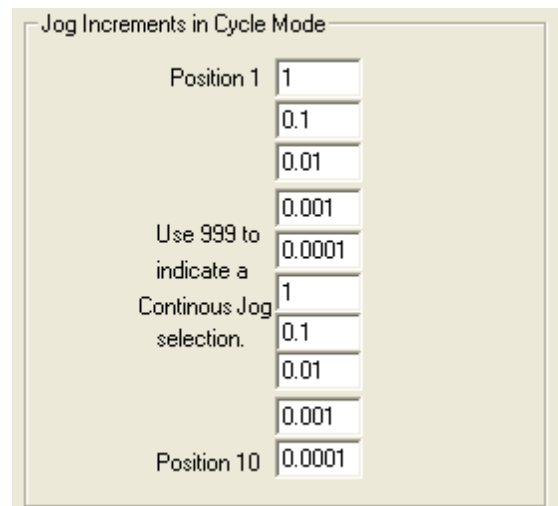 Jog Increments in Cycle Mode
Position 1 1
0.1
0.01
0.001
Use 999 to
indicate a
Continous Jog
selection.
0.0001
1
0.1
0.01
0.001
Position 10 0.0001